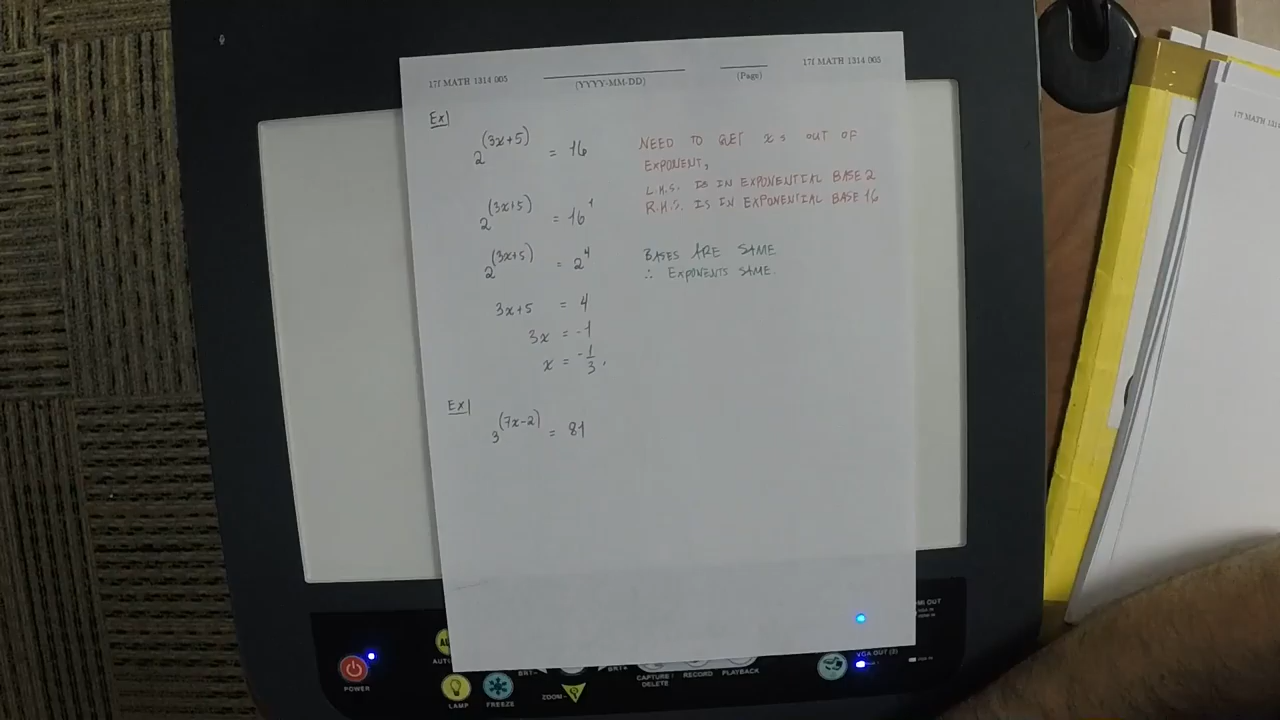 17f MATH 1314 005
(YYYY-MM-DD)
(Page)
17f MATH 1314 005
Ex|
2^(3x+5) = 16
NEED TO GET x s OUT OF
EXPONENT,
L.H.S. IS IN EXPONENTIAL BASE 2
R.H.S. IS IN EXPONENTIAL BASE 16
2^(3x+5) = 16^1
2^(3x+5) = 2^4
BASES ARE SAME
∴ EXPONENTS SAME.
3x+5 = 4
3x = -1
x = -1/3.
Ex|
3^(7x-2) = 81
17f MATH 1314
POWER
LAMP
FREEZE
ZOOM
CAPTURE / DELETE
RECORD
PLAYBACK
VGA OUT